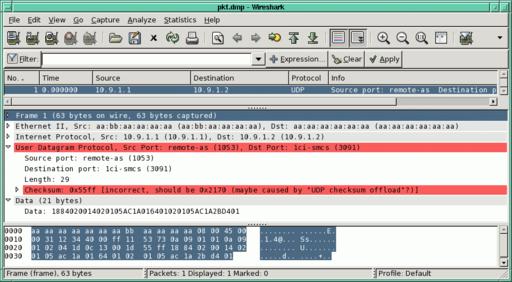 pkt.dmp - Wireshark
File Edit View Go Capture Analyze Statistics Help
Filter: Expression... Clear Apply
No. . Time Source Destination Protocol Info
1 0.000000 10.9.1.1 10.9.1.2 UDP Source port: remote-as Destination p
Frame 1 (63 bytes on wire, 63 bytes captured)
Ethernet II, Src: aa:bb:aa:aa:aa:aa (aa:bb:aa:aa:aa:aa), Dst: aa:aa:aa:aa:aa:aa (aa:aa:aa:aa:aa:aa)
Internet Protocol, Src: 10.9.1.1 (10.9.1.1), Dst: 10.9.1.2 (10.9.1.2)
User Datagram Protocol, Src Port: remote-as (1053), Dst Port: 1ci-smcs (3091)
Source port: remote-as (1053)
Destination port: 1ci-smcs (3091)
Length: 29
Checksum: 0x55ff [incorrect, should be 0x2170 (maybe caused by "UDP checksum offload"?)]
Data (21 bytes)
Data: 1884020014020105AC1A016401020105AC1A2BD401
0000 aa aa aa aa aa aa aa bb aa aa aa aa 08 00 45 00 ........ ......E.
0010 00 31 12 34 40 00 ff 11 53 73 0a 09 01 01 0a 09 .1.4@... Ss......
0020 01 02 04 1d 0c 13 00 1d 55 ff 18 84 02 00 14 02 ........ U.......
0030 01 05 ac 1a 01 64 01 02 01 05 ac 1a 2b d4 01 .....d.. ....+..
Frame (frame), 63 bytes Packets: 1 Displayed: 1 Marked: 0 Profile: Default